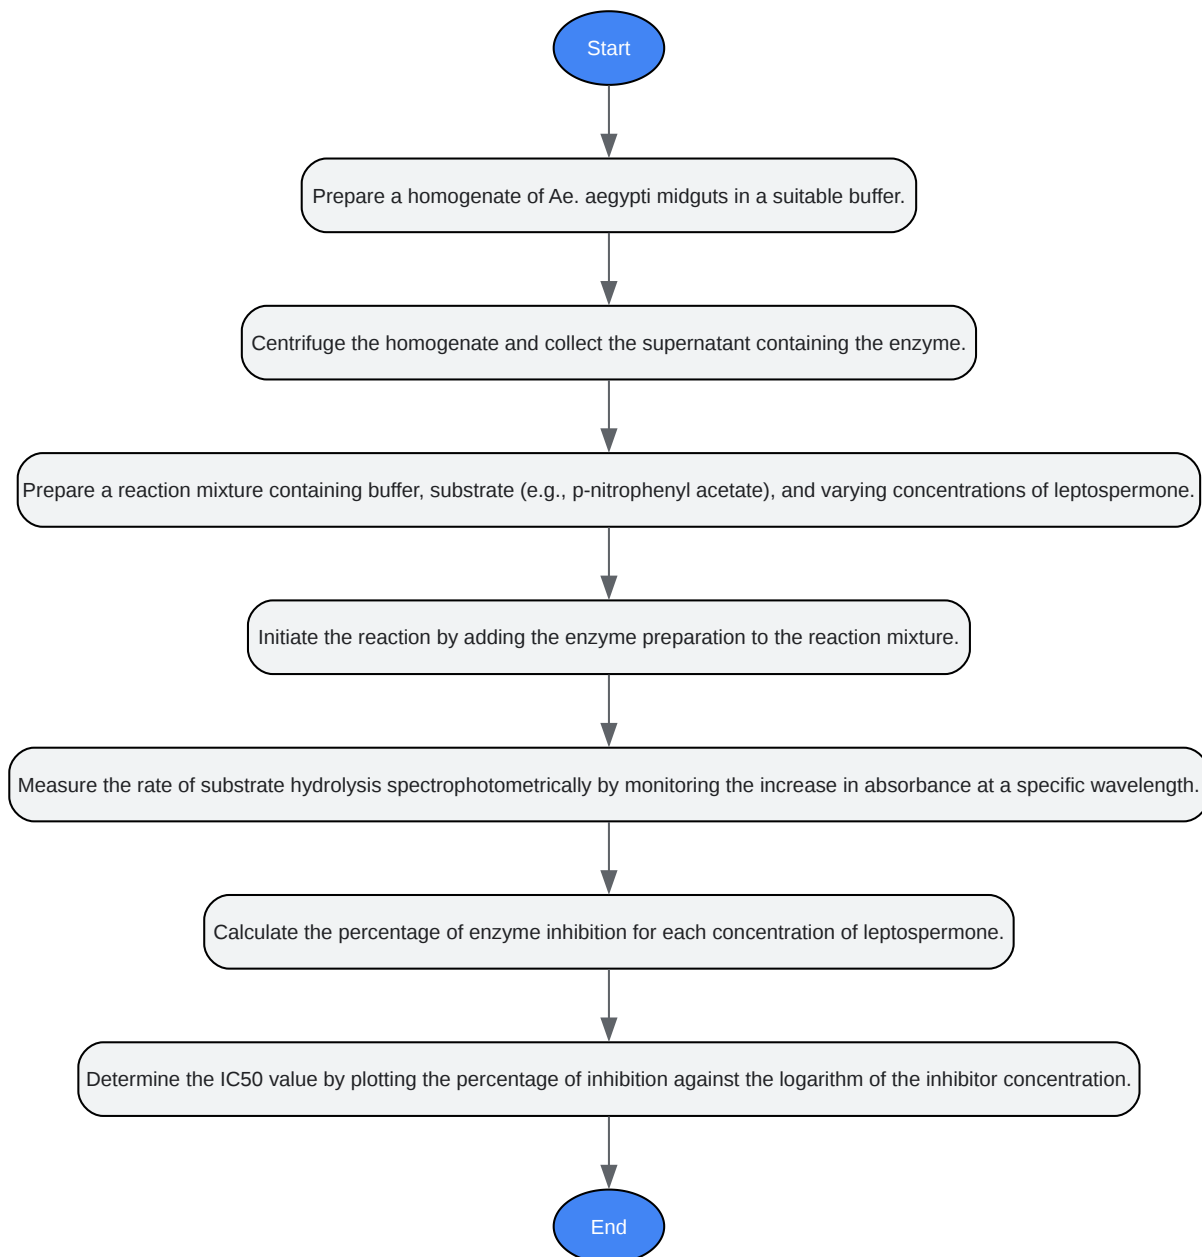 Start
Prepare a homogenate of Ae. aegypti midguts in a suitable buffer.
Centrifuge the homogenate and collect the supernatant containing the enzyme.
Prepare a reaction mixture containing buffer, substrate (e.g., p-nitrophenyl acetate), and varying concentrations of leptospermone.
Initiate the reaction by adding the enzyme preparation to the reaction mixture.
Measure the rate of substrate hydrolysis spectrophotometrically by monitoring the increase in absorbance at a specific wavelength.
Calculate the percentage of enzyme inhibition for each concentration of leptospermone.
Determine the IC50 value by plotting the percentage of inhibition against the logarithm of the inhibitor concentration.
End